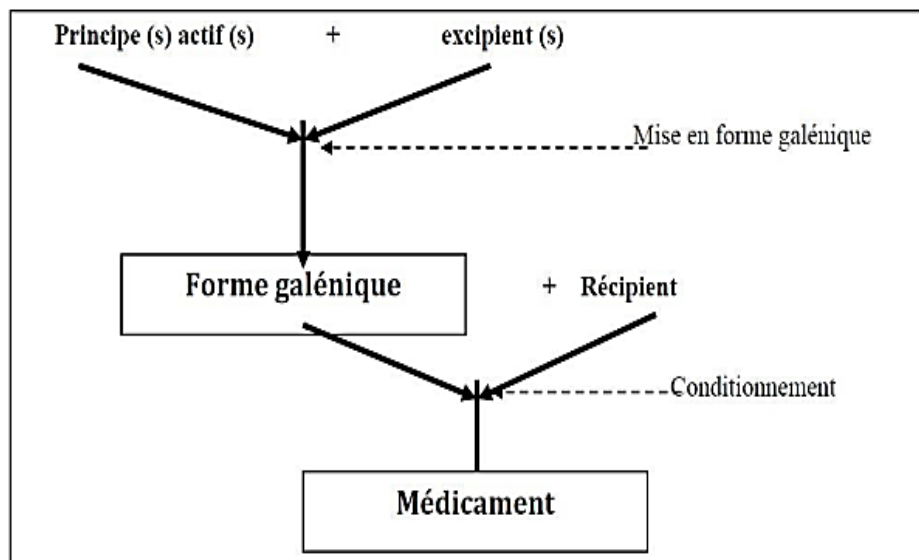 Principe (s) actif (s) + excipient (s)
Mise en forme galénique
Forme galénique + Récipient
Conditionnement
Médicament